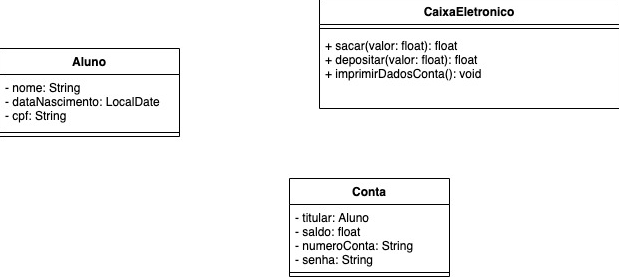 CaixaEletronico
+ sacar(valor: float): float
+ depositar(valor: float): float
+ imprimirDadosConta(): void
Aluno
- nome: String
- dataNascimento: LocalDate
- cpf: String
Conta
- titular: Aluno
- saldo: float
- numeroConta: String
- senha: String